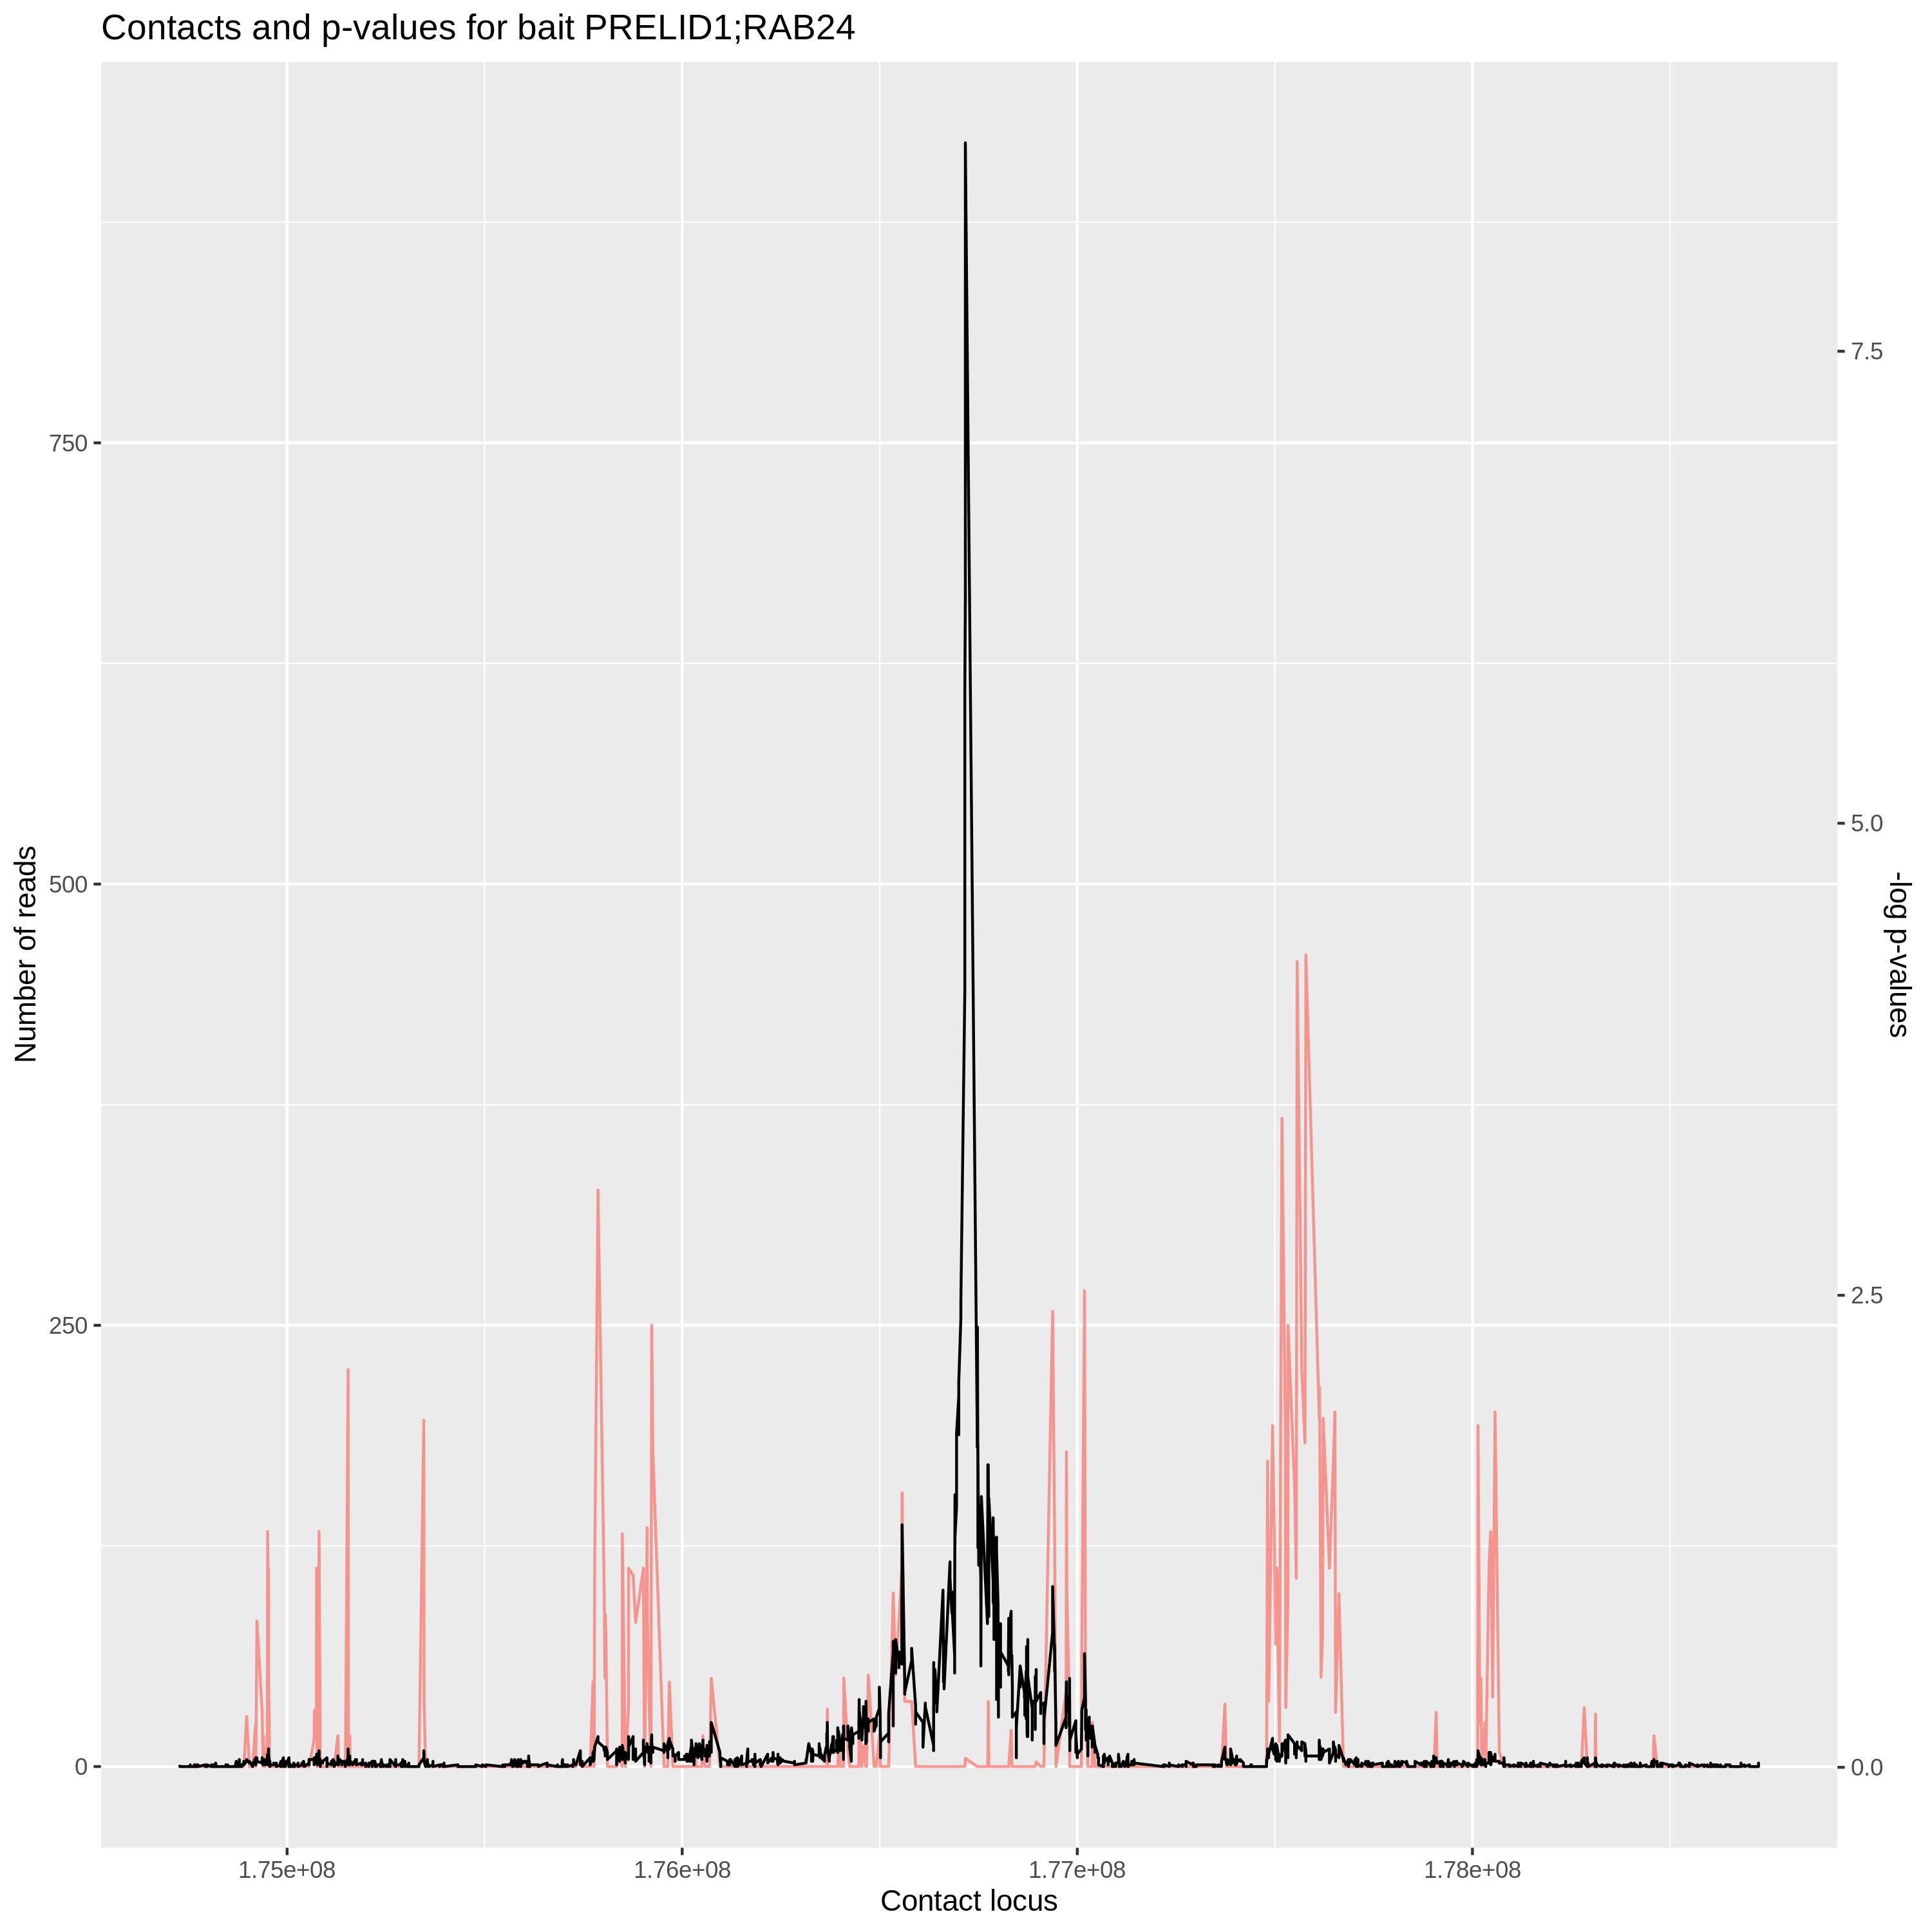 Contacts and p-values for bait PRELID1;RAB24
Number of reads
750
500
250
0
7.5
5.0
2.5
0.0
-log p-values
1.75e+08
1.76e+08
1.77e+08
1.78e+08
Contact locus